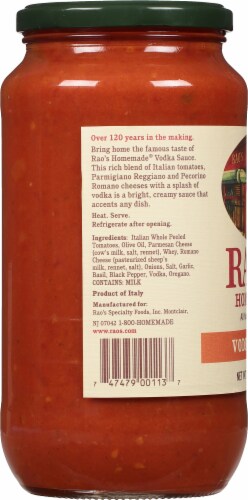 Over 120 years in the making.
Bring home the famous taste of
Rao's Homemade® Vodka Sauce.
This rich blend of Italian tomatoes,
Parmigiano Reggiano and Pecorino
Romano cheeses with a splash of
vodka is a bright, creamy sauce that
accents any dish.
Heat. Serve.
Refrigerate after opening.
Ingredients: Italian Whole Peeled
Tomatoes, Olive Oil, Parmesan Cheese
(cow's milk, salt, rennet), Whey, Romano
Cheese (pasteurized sheep's
milk, rennet, salt), Onions, Salt, Garlic,
Basil, Black Pepper, Vodka, Oregano.
CONTAINS: MILK
Product of Italy
Manufactured for:
Rao's Specialty Foods, Inc. Montclair,
NJ 07042 1-800-HOMEMADE
www.raos.com
7 47479 00113 7
RA
HO
VOD
NET